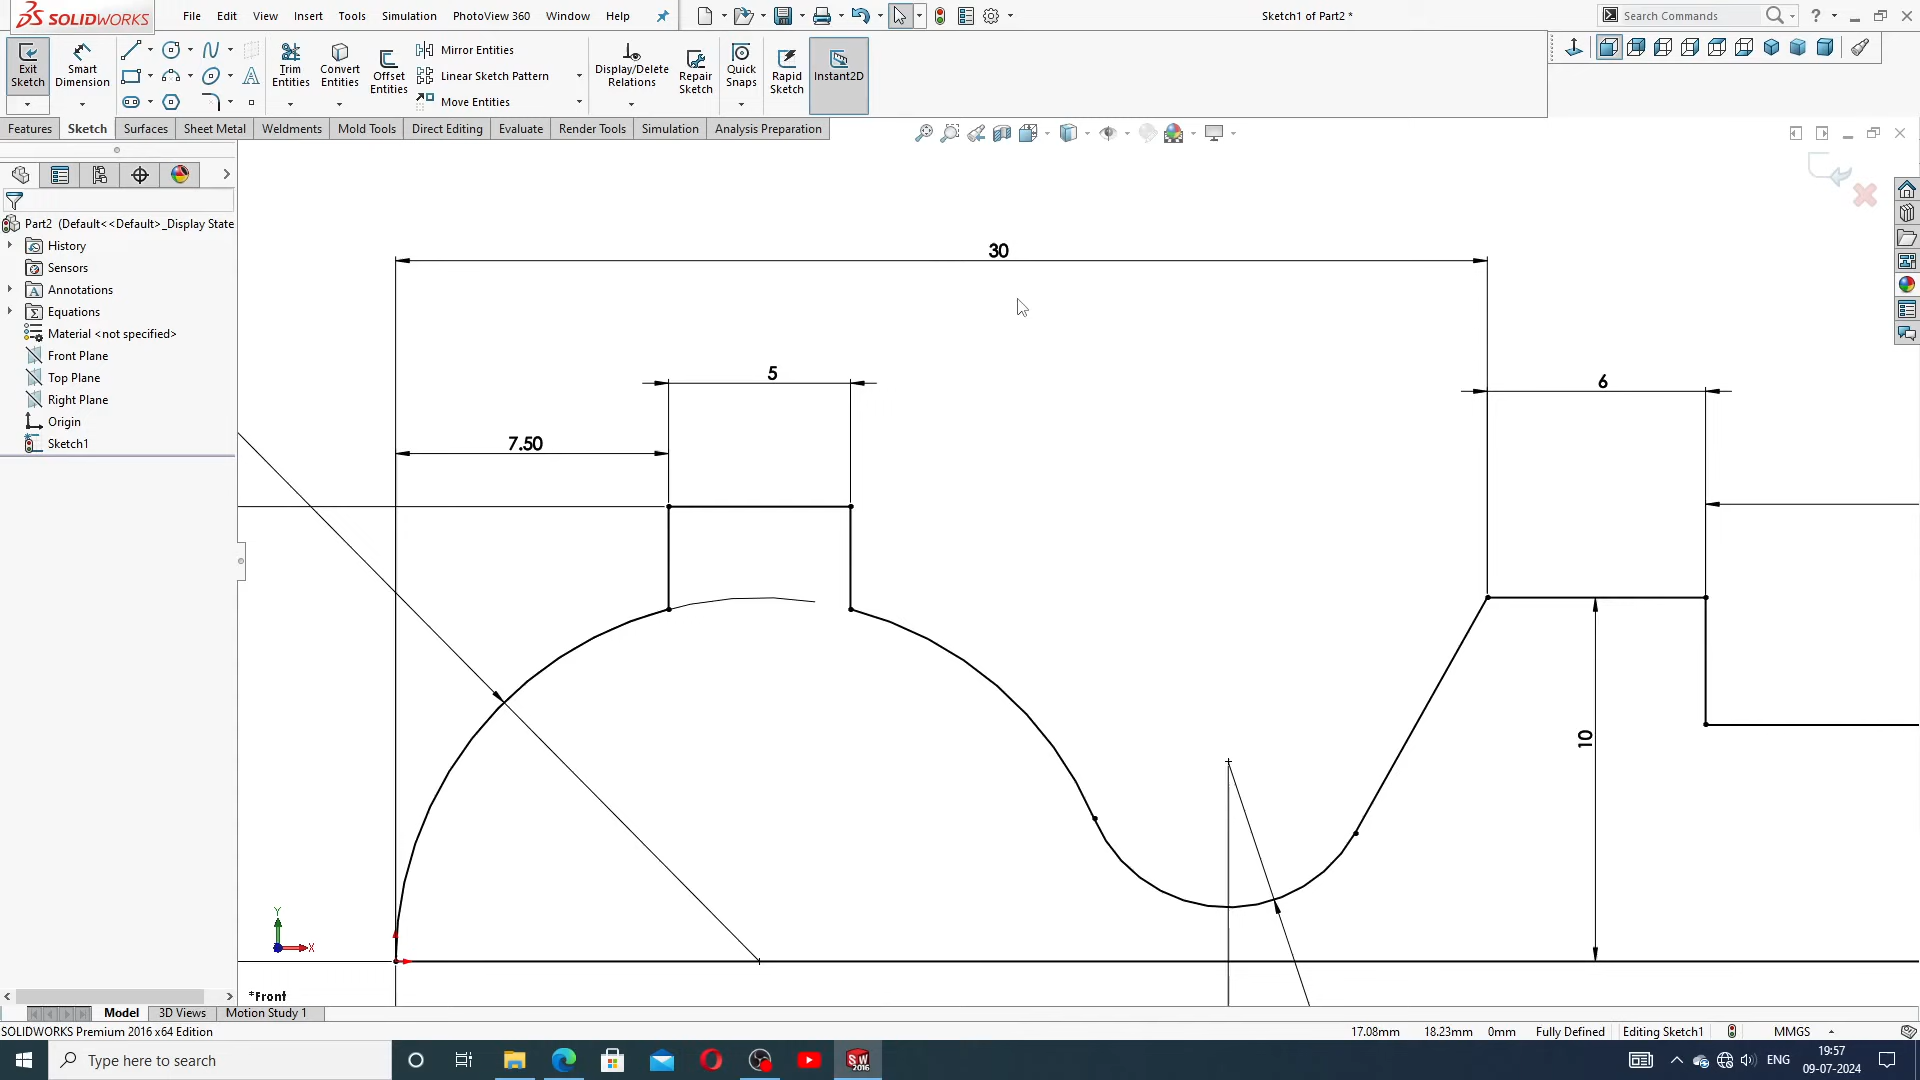 SOLIDWORKS
File Edit View Insert Tools Simulation PhotoView 360 Window Help
Sketch1 of Part2 *
Search Commands
Exit Sketch
Smart Dimension
Trim Entities
Convert Entities
Offset Entities
Mirror Entities
Linear Sketch Pattern
Move Entities
Display/Delete Relations
Repair Sketch
Quick Snaps
Rapid Sketch
Instant2D
Features Sketch Surfaces Sheet Metal Weldments Mold Tools Direct Editing Evaluate Render Tools Simulation Analysis Preparation
Part2 (Default<<Default>_Display State
History
Sensors
Annotations
Equations
Material <not specified>
Front Plane
Top Plane
Right Plane
Origin
Sketch1
30
5
6
7.50
10
Y
X
*Front
Model 3D Views Motion Study 1
SOLIDWORKS Premium 2016 x64 Edition
17.08mm 18.23mm 0mm Fully Defined Editing Sketch1 MMGS
Type here to search
SW
2016
ENG
19:57
09-07-2024